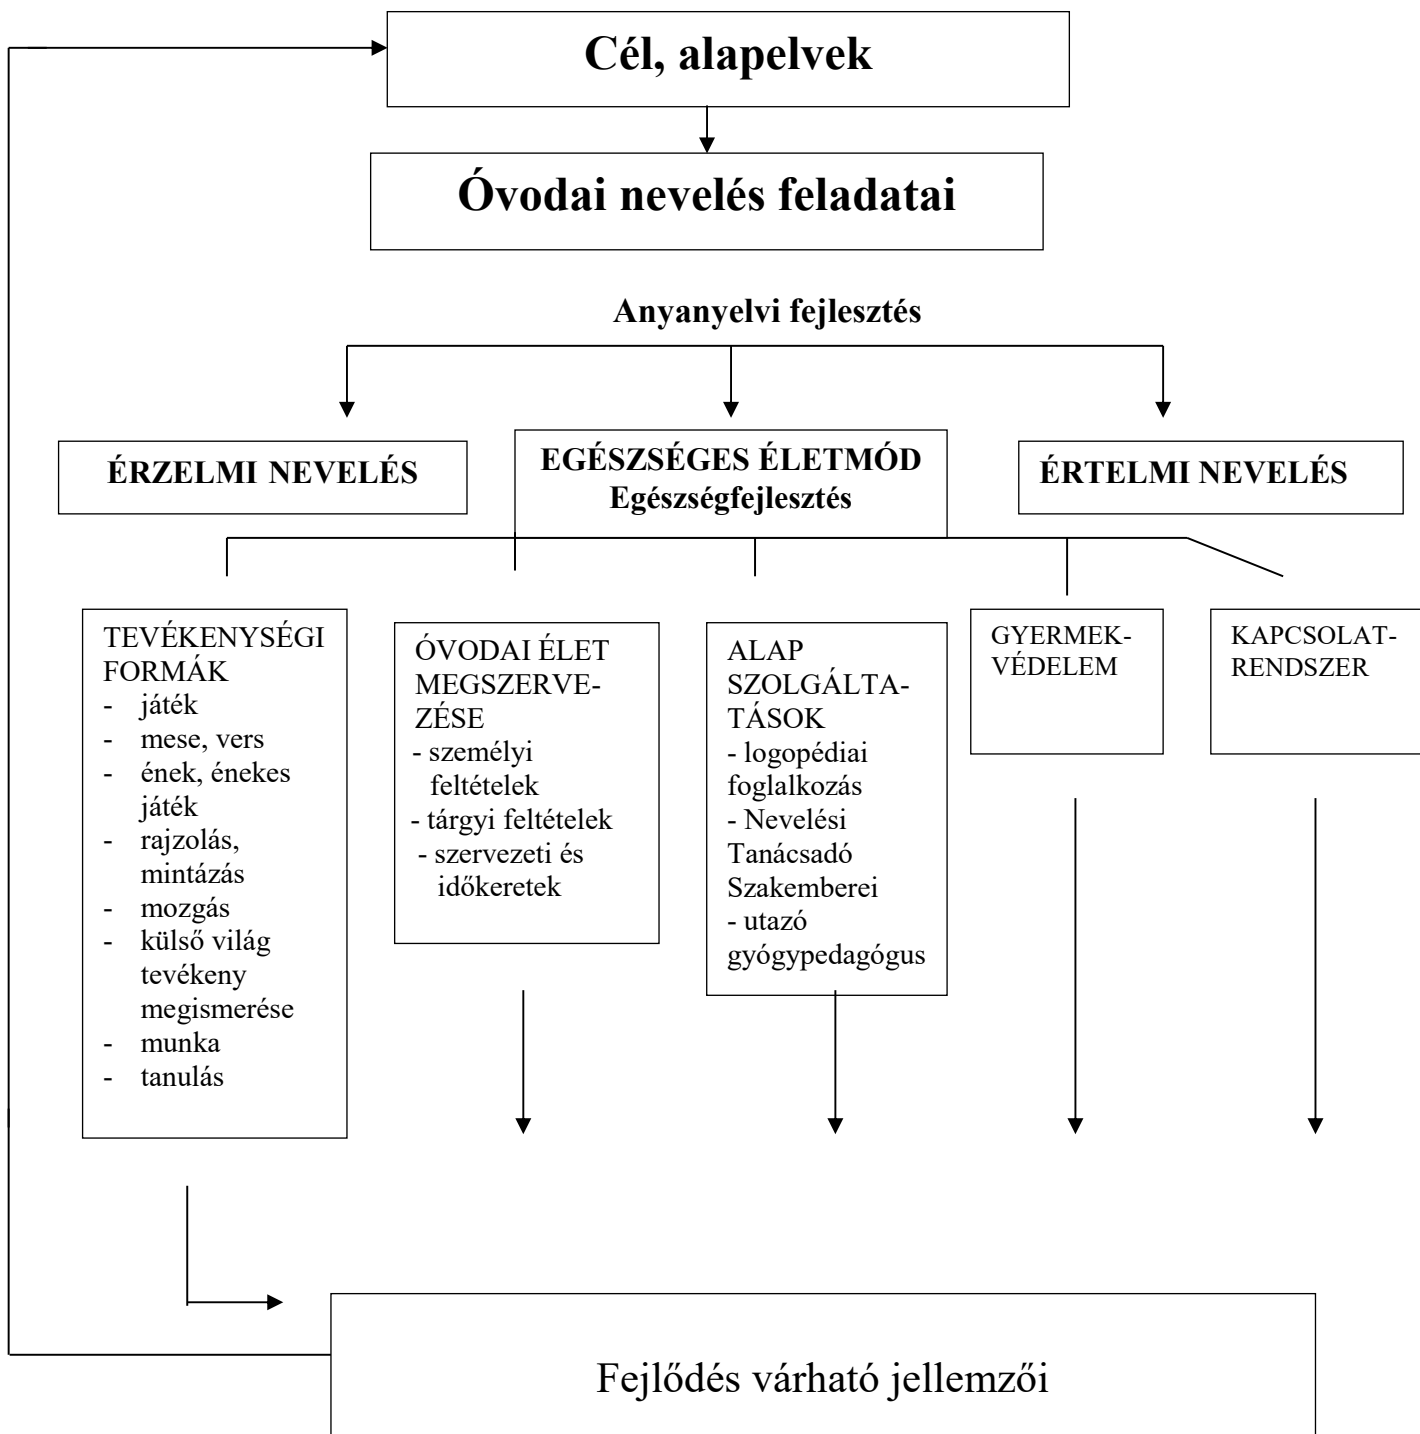 Cél, alapelvek
Óvodai nevelés feladatai
Anyanyelvi fejlesztés
ÉRZELMI NEVELÉS
EGÉSZSÉGES ÉLETMÓD
Egészségfejlesztés
ÉRTELMI NEVELÉS
TEVÉKENYSÉGI
FORMÁK
- játék
- mese, vers
- ének, énekes
játék
- rajzolás,
mintázás
- mozgás
- külső világ
tevékeny
megismerése
- munka
- tanulás
ÓVODAI ÉLET
MEGSZERVE-
ZÉSE
- személyi
feltételek
- tárgyi feltételek
- szervezeti és
időkeretek
ALAP
SZOLGÁLTA-
TÁSOK
- logopédiai
foglalkozás
- Nevelési
Tanácsadó
Szakemberei
- utazó
gyógypedagógus
GYERMEK-
VÉDELEM
KAPCSOLAT-
RENDSZER
Fejlődés várható jellemzői